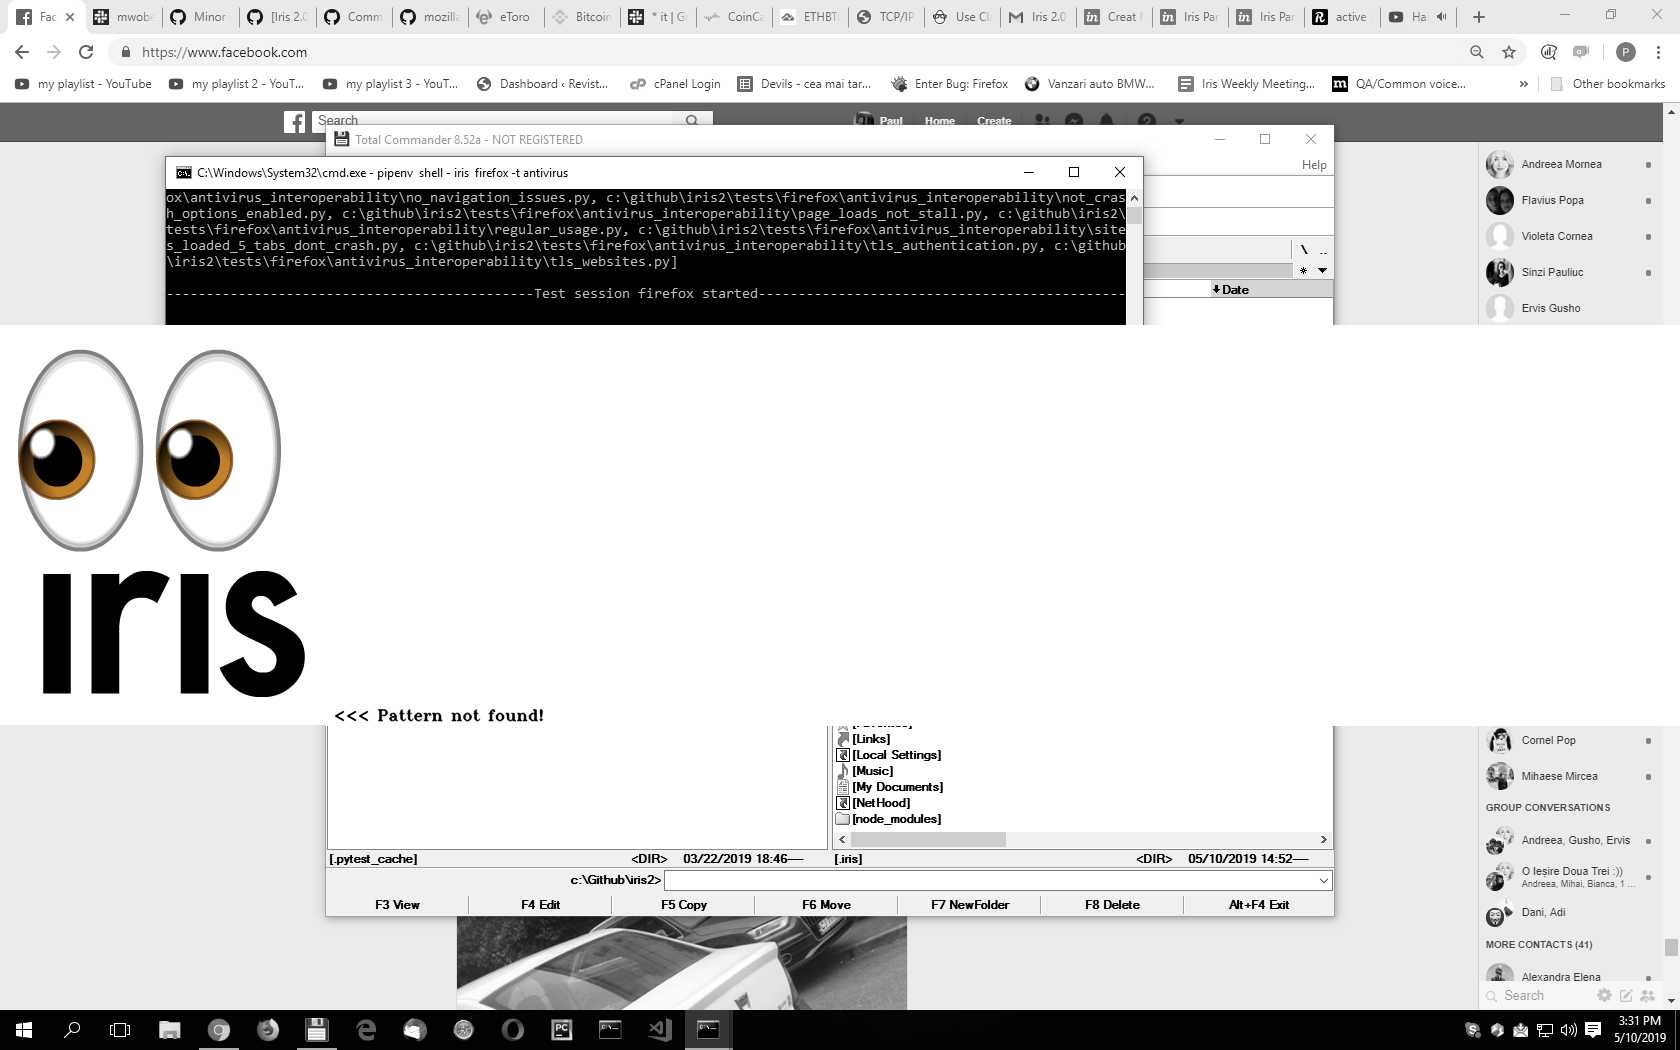 Fac
mwobe
Minor
[Iris 2.0
Comm
mozilla
eToro
Bitcoin
* it | G
CoinCa
ETHBT
TCP/IP
Use Cl
Iris 2.0
Creat
Iris Par
Iris Par
active
Ha
https://www.facebook.com
P
my playlist - YouTube
my playlist 2 - YouT...
my playlist 3 - YouT...
Dashboard ‹ Revist...
cPanel Login
Devils - cea mai tar...
Enter Bug: Firefox
Vanzari auto BMW...
Iris Weekly Meeting...
QA/Common voice...
»
Other bookmarks
Search
Paul
Home
Create
Total Commander 8.52a - NOT REGISTERED
Help
C:\Windows\System32\cmd.exe - pipenv  shell - iris  firefox -t antivirus
ox\antivirus_interoperability\no_navigation_issues.py, c:\github\iris2\tests\firefox\antivirus_interoperability\not_cras
h_options_enabled.py, c:\github\iris2\tests\firefox\antivirus_interoperability\page_loads_not_stall.py, c:\github\iris2\
tests\firefox\antivirus_interoperability\regular_usage.py, c:\github\iris2\tests\firefox\antivirus_interoperability\site
s_loaded_5_tabs_dont_crash.py, c:\github\iris2\tests\firefox\antivirus_interoperability\tls_authentication.py, c:\github
\iris2\tests\firefox\antivirus_interoperability\tls_websites.py]
----------------------------------------------Test session firefox started----------------------------------------------
\ ..
*
Date
Andreea Mornea
Flavius Popa
Violeta Cornea
Sinzi Pauliuc
Ervis Gusho
iris
<<< Pattern not found!
[Links]
[Local Settings]
[Music]
[My Documents]
[NetHood]
[node_modules]
[.pytest_cache]
<DIR>
03/22/2019 18:46----
[.iris]
<DIR>
05/10/2019 14:52----
c:\Github\iris2>
F3 View
F4 Edit
F5 Copy
F6 Move
F7 NewFolder
F8 Delete
Alt+F4 Exit
Cornel Pop
Mihaese Mircea
GROUP CONVERSATIONS
Andreea, Gusho, Ervis
O Ieșire Doua Trei :))
Andreea, Mihai, Bianca, 1 ...
Dani, Adi
MORE CONTACTS (41)
Alexandra Elena
Search
PC
3:31 PM
5/10/2019